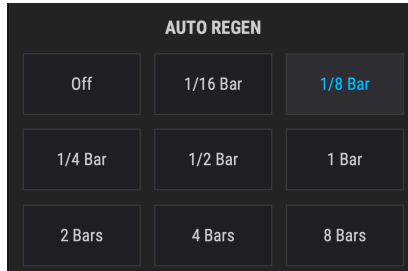 AUTO REGEN
Off
1/16 Bar
1/8 Bar
1/4 Bar
1/2 Bar
1 Bar
2 Bars
4 Bars
8 Bars